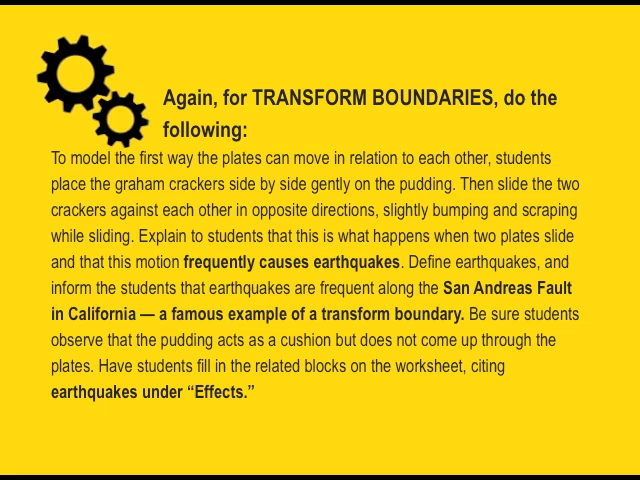 Again, for TRANSFORM BOUNDARIES, do the
following:
To model the first way the plates can move in relation to each other, students
place the graham crackers side by side gently on the pudding. Then slide the two
crackers against each other in opposite directions, slightly bumping and scraping
while sliding. Explain to students that this is what happens when two plates slide
and that this motion frequently causes earthquakes. Define earthquakes, and
inform the students that earthquakes are frequent along the San Andreas Fault
in California — a famous example of a transform boundary. Be sure students
observe that the pudding acts as a cushion but does not come up through the
plates. Have students fill in the related blocks on the worksheet, citing
earthquakes under “Effects.”